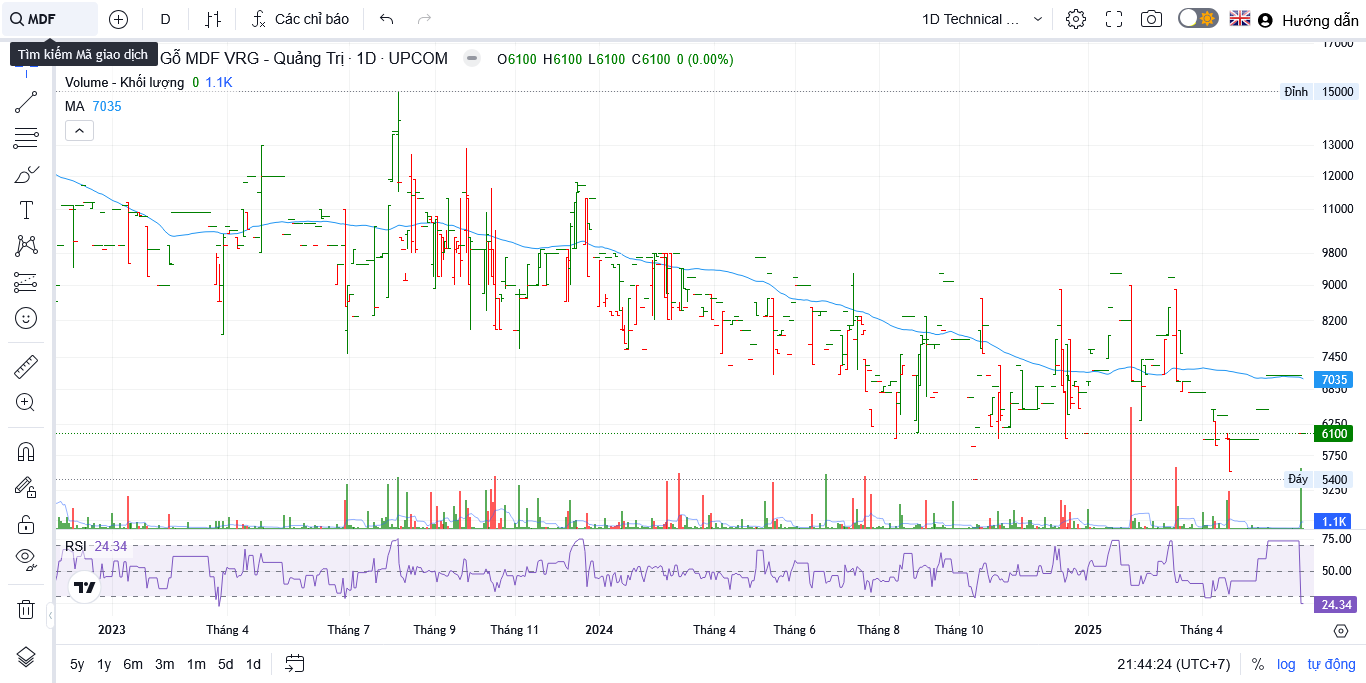 MDF
D
Các chỉ báo
1D Technical ...
Hướng dẫn
Tìm kiếm Mã giao dịch
Gỗ MDF VRG - Quảng Trị · 1D · UPCOM
O6100 H6100 L6100 C6100 0 (0.00%)
Volume - Khối lượng 0 1.1K
MA 7035
17000
Đỉnh 15000
13000
12000
11000
9800
9000
8200
7450
7035
6850
6250
6100
5750
Đáy 5400
5250
1.1K
RSI 24.34
75.00
50.00
24.34
2023 Tháng 4 Tháng 7 Tháng 9 Tháng 11 2024 Tháng 4 Tháng 6 Tháng 8 Tháng 10 2025 Tháng 4
5y 1y 6m 3m 1m 5d 1d
21:44:24 (UTC+7) % log tự động